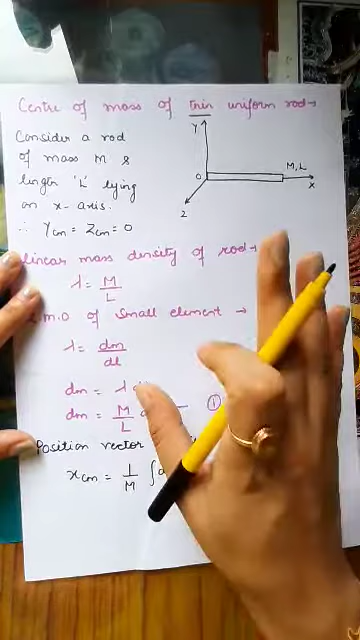 Centre of mass of thin uniform rod→
Consider a rod
of mass M &
length 'L' lying
on x-axis.
∴ Ycm = Zcm = 0
Y
O
M, L
X
Z
linear mass density of rod→
λ = M/L
M.D of small element →
λ = dm/dl
dm = λ
dm = M/L — ①
Position vector
xcm = 1/M ∫